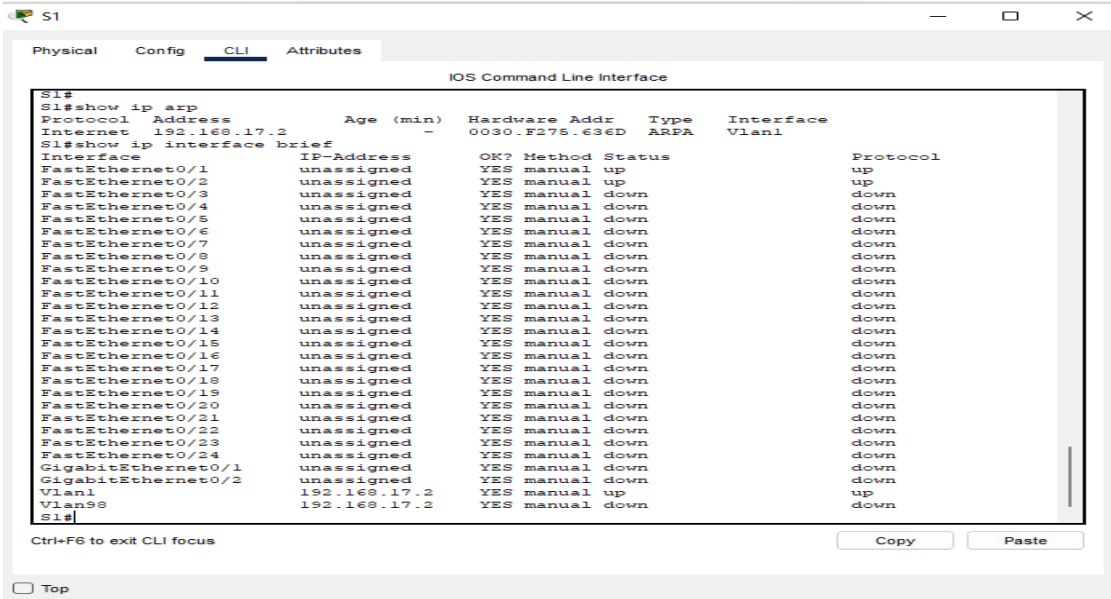 S1
Physical Config CLI Attributes
IOS Command Line Interface
S1#
S1#show ip arp
Protocol Address Age (min) Hardware Addr Type Interface
Internet 192.168.17.2 - 0030.F275.636D ARPA Vlan1
S1#show ip interface brief
Interface IP-Address OK? Method Status Protocol
FastEthernet0/1 unassigned YES manual up up
FastEthernet0/2 unassigned YES manual up up
FastEthernet0/3 unassigned YES manual down down
FastEthernet0/4 unassigned YES manual down down
FastEthernet0/5 unassigned YES manual down down
FastEthernet0/6 unassigned YES manual down down
FastEthernet0/7 unassigned YES manual down down
FastEthernet0/8 unassigned YES manual down down
FastEthernet0/9 unassigned YES manual down down
FastEthernet0/10 unassigned YES manual down down
FastEthernet0/11 unassigned YES manual down down
FastEthernet0/12 unassigned YES manual down down
FastEthernet0/13 unassigned YES manual down down
FastEthernet0/14 unassigned YES manual down down
FastEthernet0/15 unassigned YES manual down down
FastEthernet0/16 unassigned YES manual down down
FastEthernet0/17 unassigned YES manual down down
FastEthernet0/18 unassigned YES manual down down
FastEthernet0/19 unassigned YES manual down down
FastEthernet0/20 unassigned YES manual down down
FastEthernet0/21 unassigned YES manual down down
FastEthernet0/22 unassigned YES manual down down
FastEthernet0/23 unassigned YES manual down down
FastEthernet0/24 unassigned YES manual down down
GigabitEthernet0/1 unassigned YES manual down down
GigabitEthernet0/2 unassigned YES manual down down
Vlan1 192.168.17.2 YES manual up up
Vlan98 192.168.17.2 YES manual down down
S1#
Ctrl+F6 to exit CLI focus Copy Paste
Top